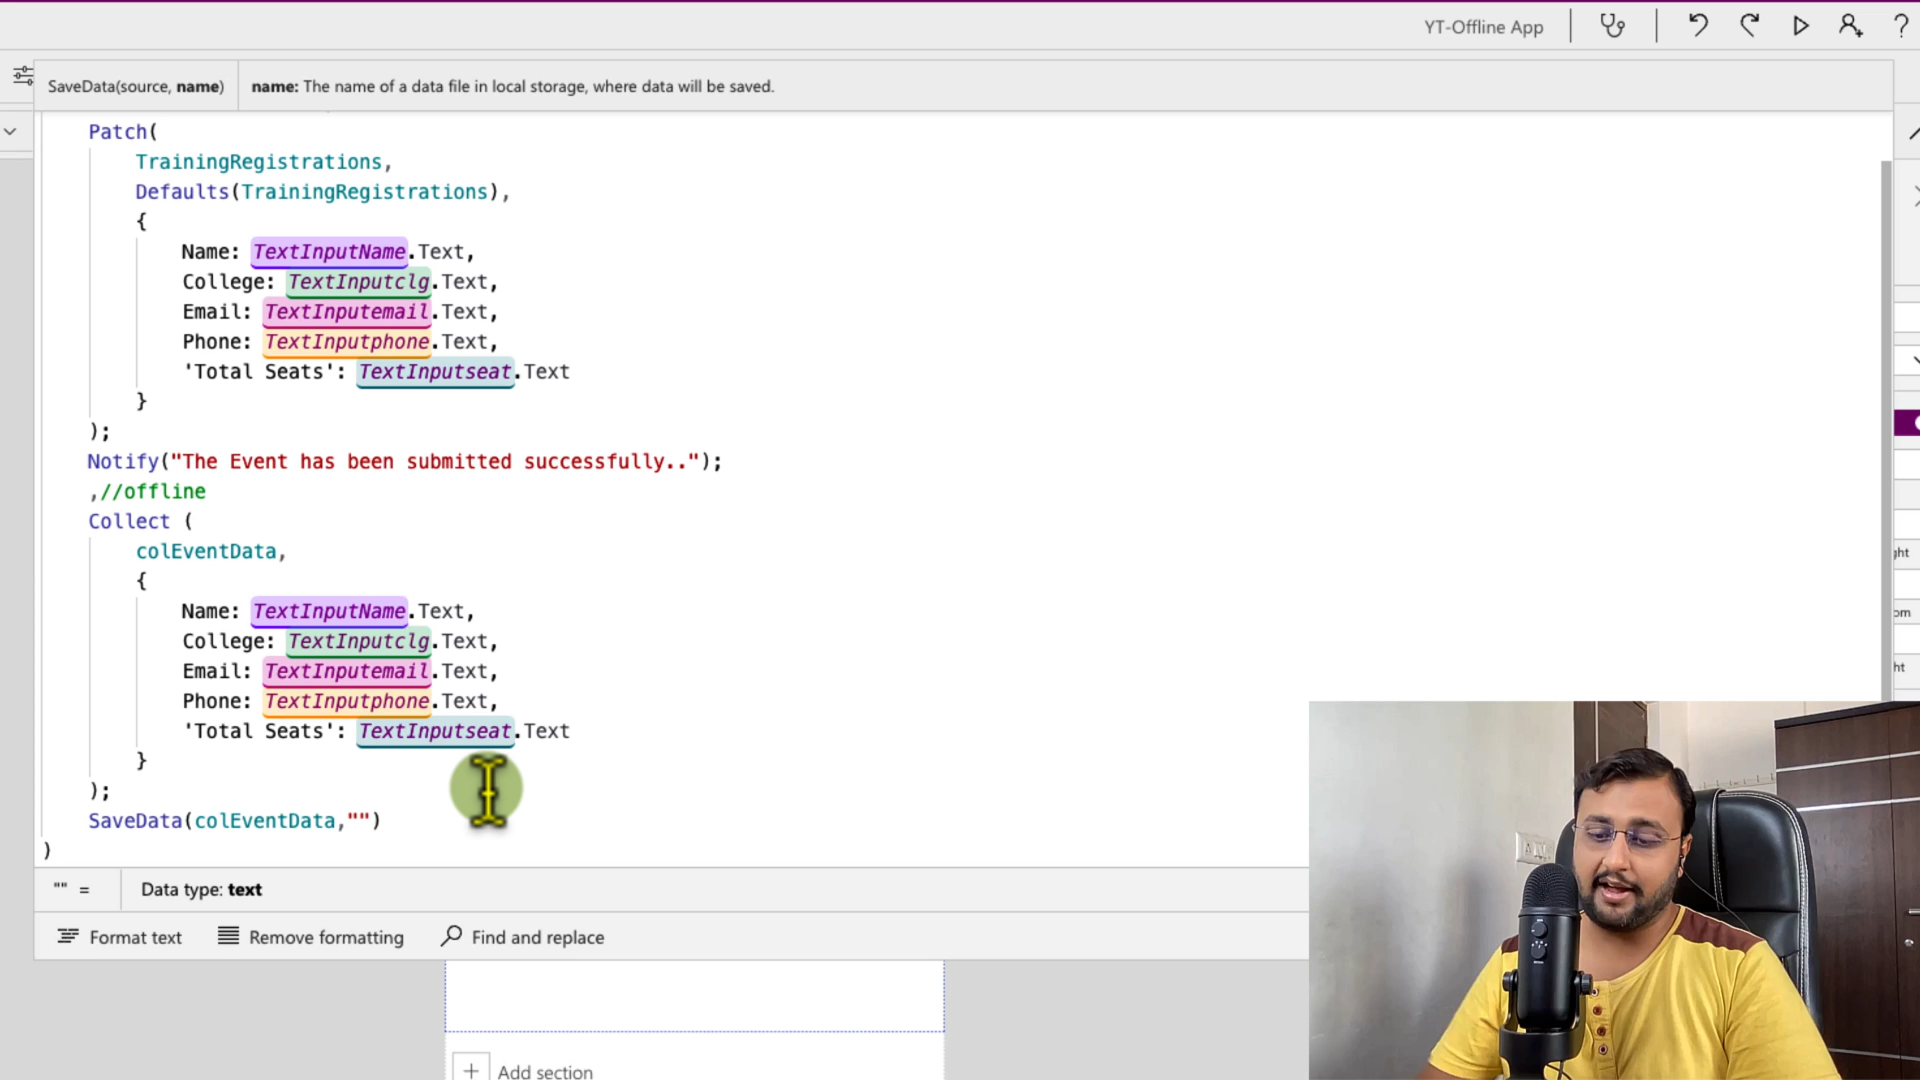 YT-Offline App
SaveData(source, name)
name: The name of a data file in local storage, where data will be saved.
Patch(
TrainingRegistrations,
Defaults(TrainingRegistrations),
{
Name: TextInputName.Text,
College: TextInputclg.Text,
Email: TextInputemail.Text,
Phone: TextInputphone.Text,
'Total Seats': TextInputseat.Text
}
);
Notify("The Event has been submitted successfully..");
,//offline
Collect (
colEventData,
{
Name: TextInputName.Text,
College: TextInputclg.Text,
Email: TextInputemail.Text,
Phone: TextInputphone.Text,
'Total Seats': TextInputseat.Text
}
);
SaveData(colEventData,"")
)
"" =
Data type: text
Format text
Remove formatting
Find and replace
Add section